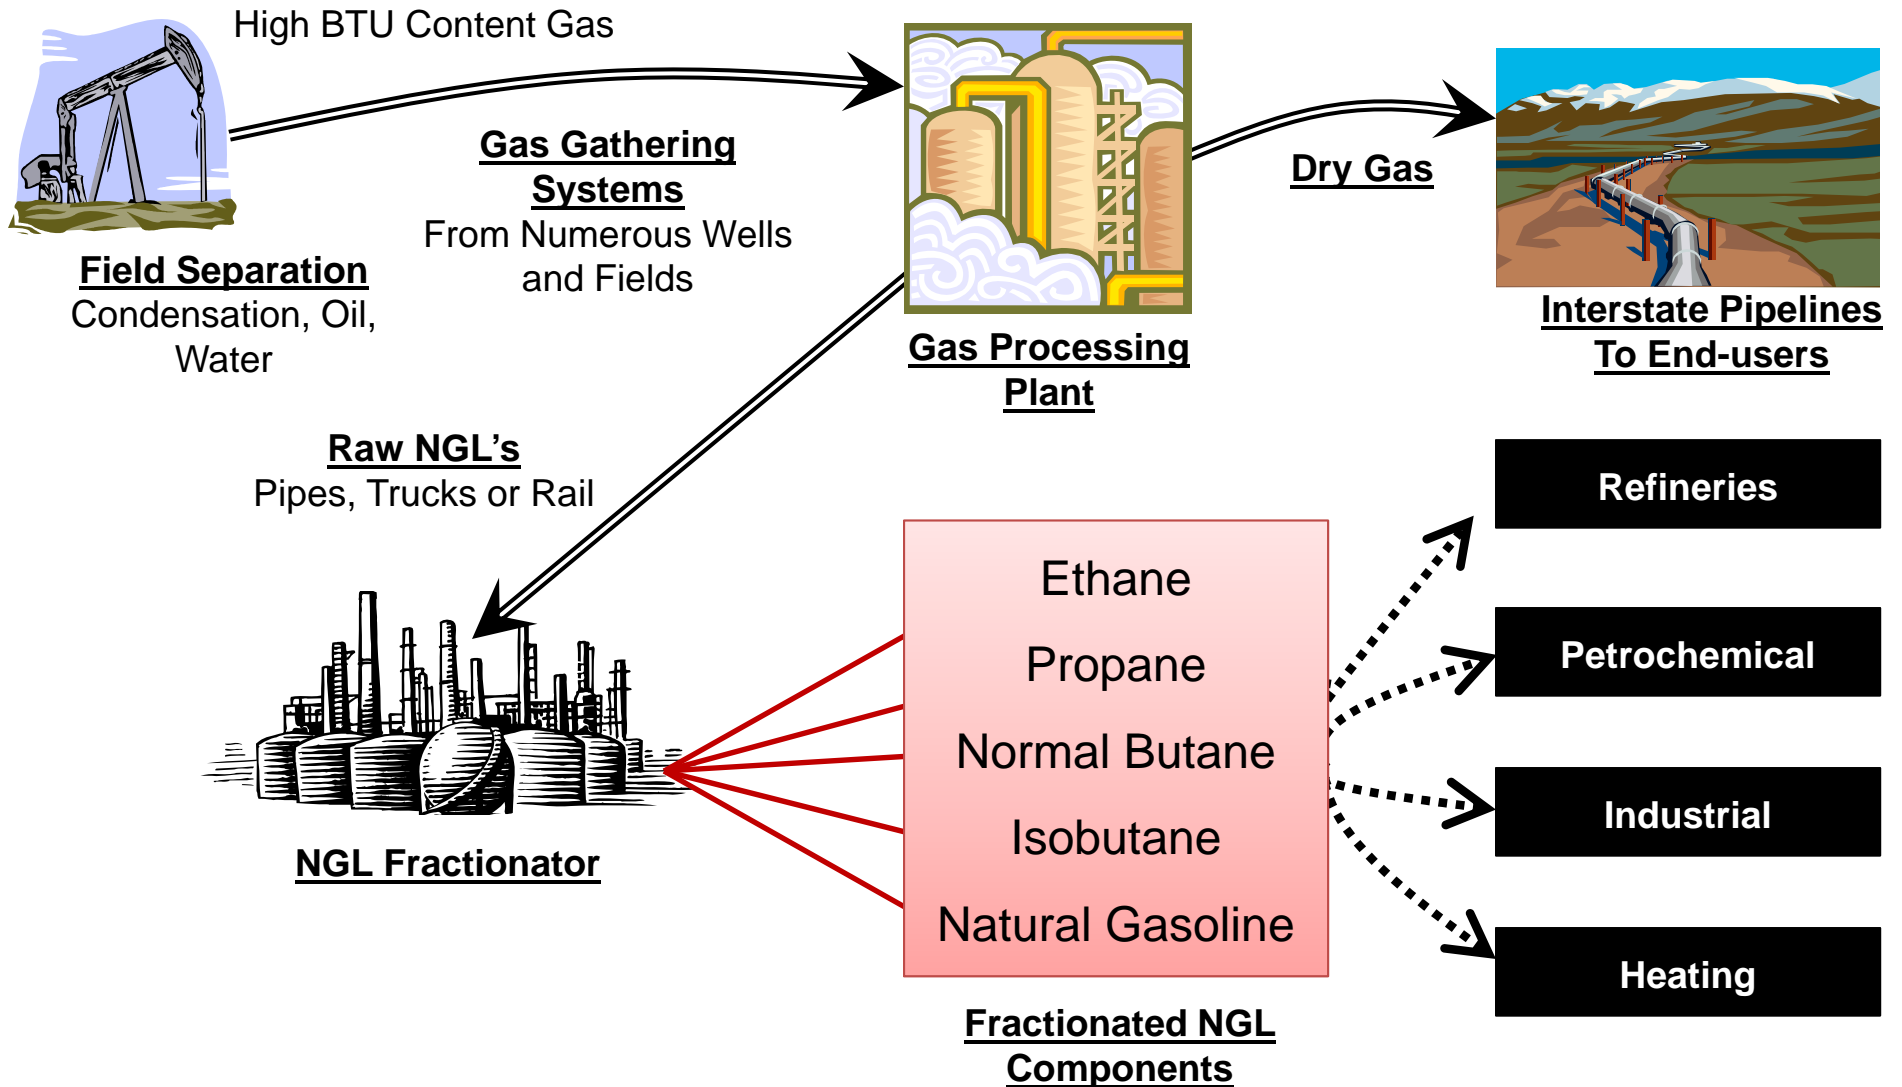 High BTU Content Gas
Gas Gathering
Systems
From Numerous Wells
and Fields
Dry Gas
Field Separation
Condensation, Oil,
Water
Gas Processing
Plant
Interstate Pipelines
To End-users
Raw NGL’s
Pipes, Trucks or Rail
NGL Fractionator
Ethane
Propane
Normal Butane
Isobutane
Natural Gasoline
Fractionated NGL
Components
Refineries
Petrochemical
Industrial
Heating